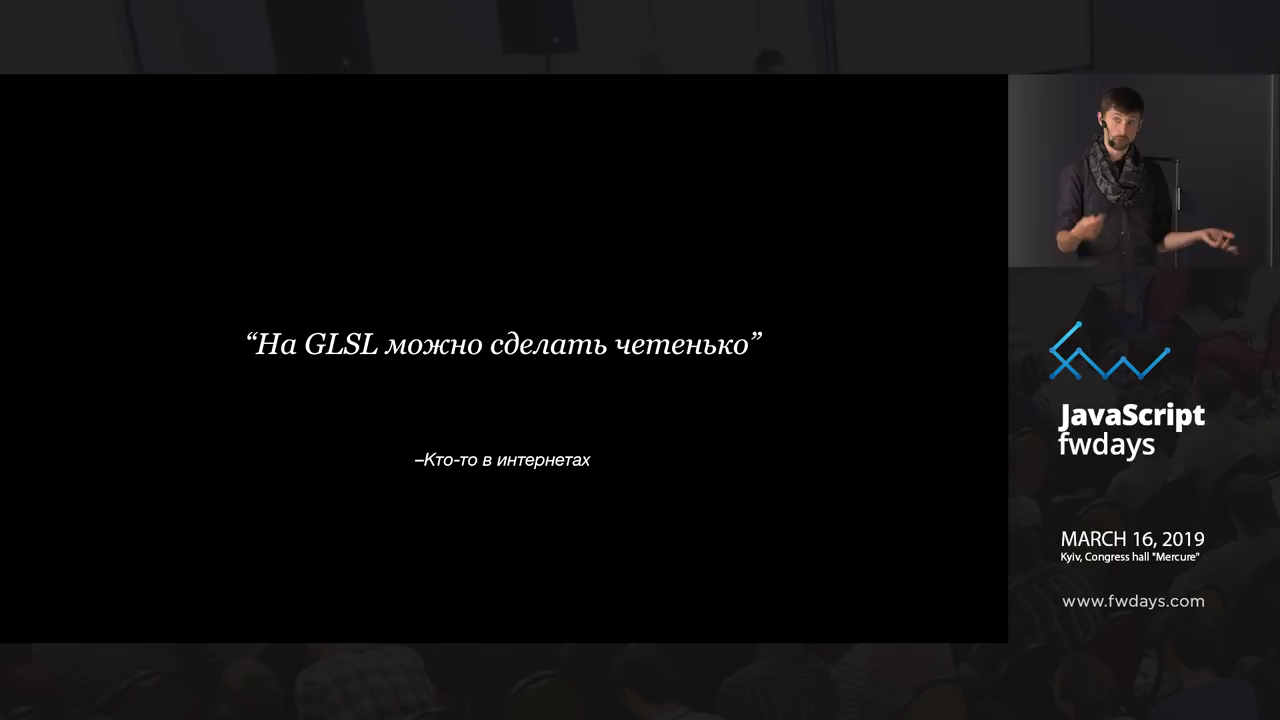 “На GLSL можно сделать четенько”
–Кто-то в интернетах
fw
JavaScript
fwdays
MARCH 16, 2019
Kyiv, Congress hall "Mercure"
www.fwdays.com